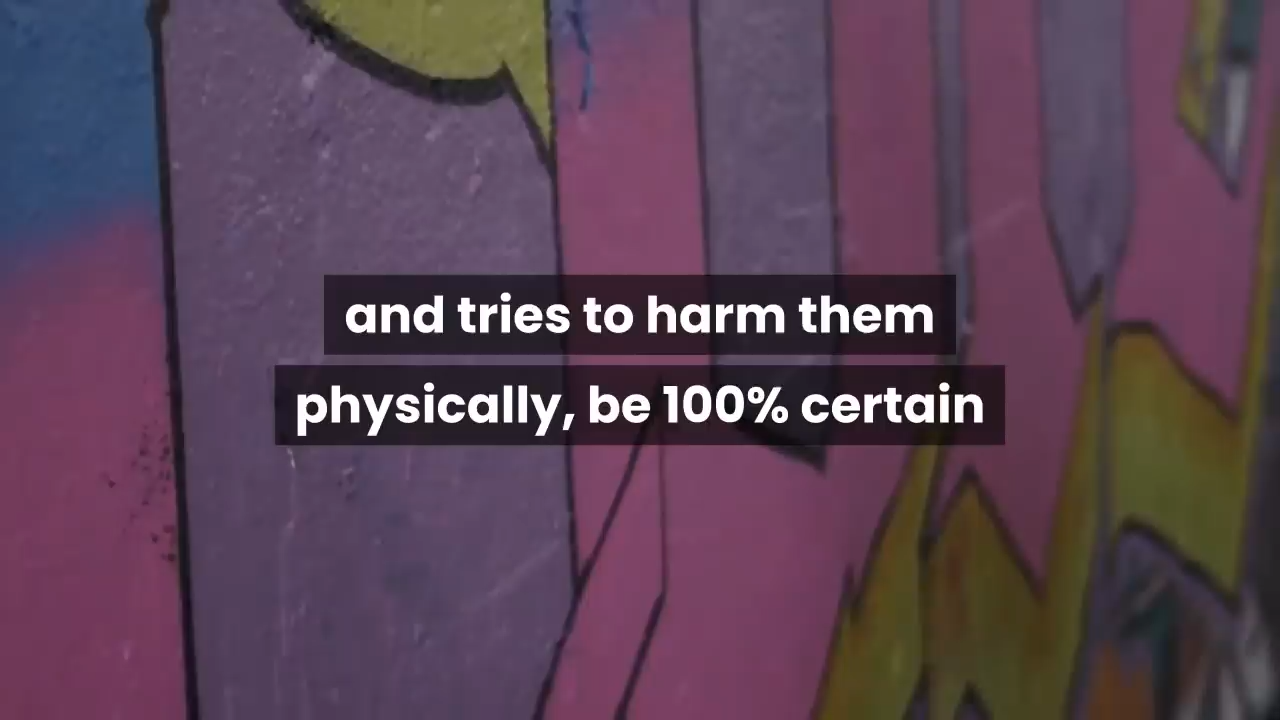 and tries to harm them
physically, be 100% certain